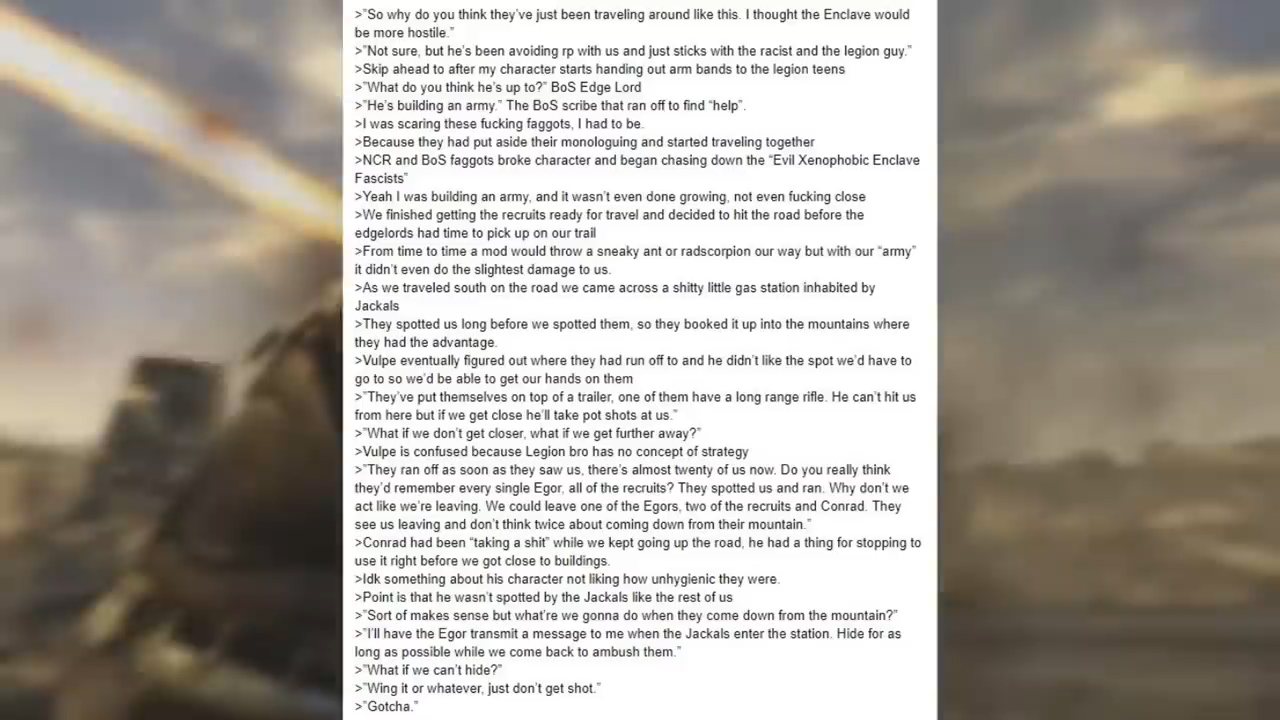 >"So why do you think they've just been traveling around like this. I thought the Enclave would
be more hostile."
>"Not sure, but he's been avoiding rp with us and just sticks with the racist and the legion guy."
>Skip ahead to after my character starts handing out arm bands to the legion teens
>"What do you think he's up to?" BoS Edge Lord
>"He's building an army." The BoS scribe that ran off to find "help".
>I was scaring these fucking faggots, I had to be.
>Because they had put aside their monologuing and started traveling together
>NCR and BoS faggots broke character and began chasing down the "Evil Xenophobic Enclave
Fascists"
>Yeah I was building an army, and it wasn't even done growing, not even fucking close
>We finished getting the recruits ready for travel and decided to hit the road before the
edgelords had time to pick up on our trail
>From time to time a mod would throw a sneaky ant or radscorpion our way but with our "army"
it didn't even do the slightest damage to us.
>As we traveled south on the road we came across a shitty little gas station inhabited by
Jackals
>They spotted us long before we spotted them, so they booked it up into the mountains where
they had the advantage.
>Vulpe eventually figured out where they had run off to and he didn't like the spot we'd have to
go to so we'd be able to get our hands on them
>"They've put themselves on top of a trailer, one of them have a long range rifle. He can't hit us
from here but if we get close he'll take pot shots at us."
>"What if we don't get closer, what if we get further away?"
>Vulpe is confused because Legion bro has no concept of strategy
>"They ran off as soon as they saw us, there's almost twenty of us now. Do you really think
they'd remember every single Egor, all of the recruits? They spotted us and ran. Why don't we
act like we're leaving. We could leave one of the Egors, two of the recruits and Conrad. They
see us leaving and don't think twice about coming down from their mountain."
>Conrad had been "taking a shit" while we kept going up the road, he had a thing for stopping to
use it right before we got close to buildings.
>Idk something about his character not liking how unhygienic they were.
>Point is that he wasn't spotted by the Jackals like the rest of us
>"Sort of makes sense but what're we gonna do when they come down from the mountain?"
>"I'll have the Egor transmit a message to me when the Jackals enter the station. Hide for as
long as possible while we come back to ambush them."
>"What if we can't hide?"
>"Wing it or whatever, just don't get shot."
>"Gotcha."